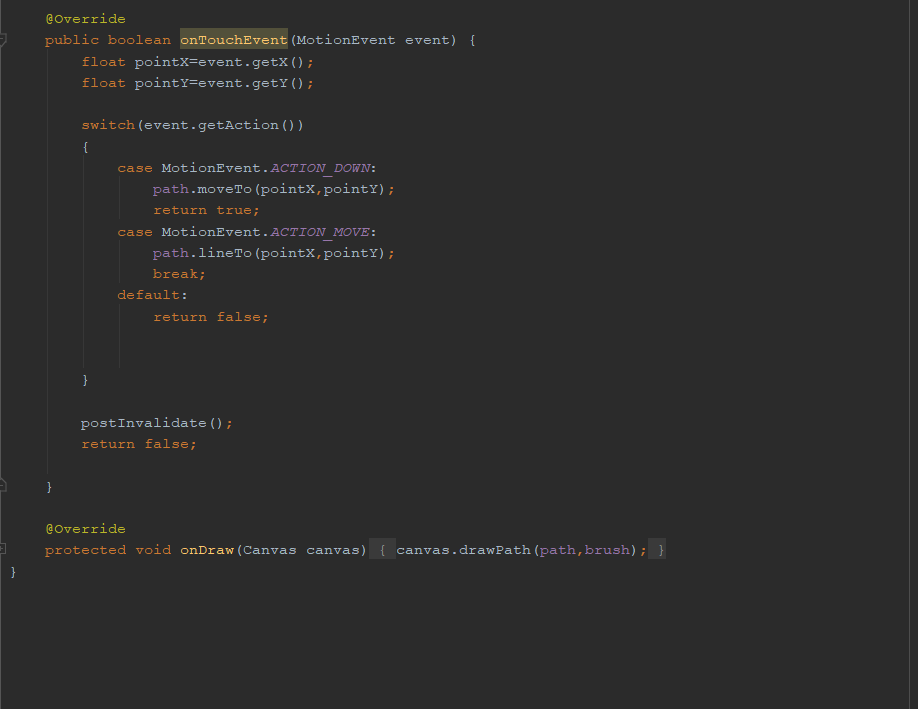 @Override
public boolean onTouchEvent(MotionEvent event) {
    float pointX=event.getX();
    float pointY=event.getY();
    switch(event.getAction())
    {
        case MotionEvent.ACTION_DOWN:
            path.moveTo(pointX,pointY);
            return true;
        case MotionEvent.ACTION_MOVE:
            path.lineTo(pointX,pointY);
            break;
        default:
            return false;
    }
    postInvalidate();
    return false;
}
@Override
protected void onDraw(Canvas canvas) { canvas.drawPath(path,brush); }
}